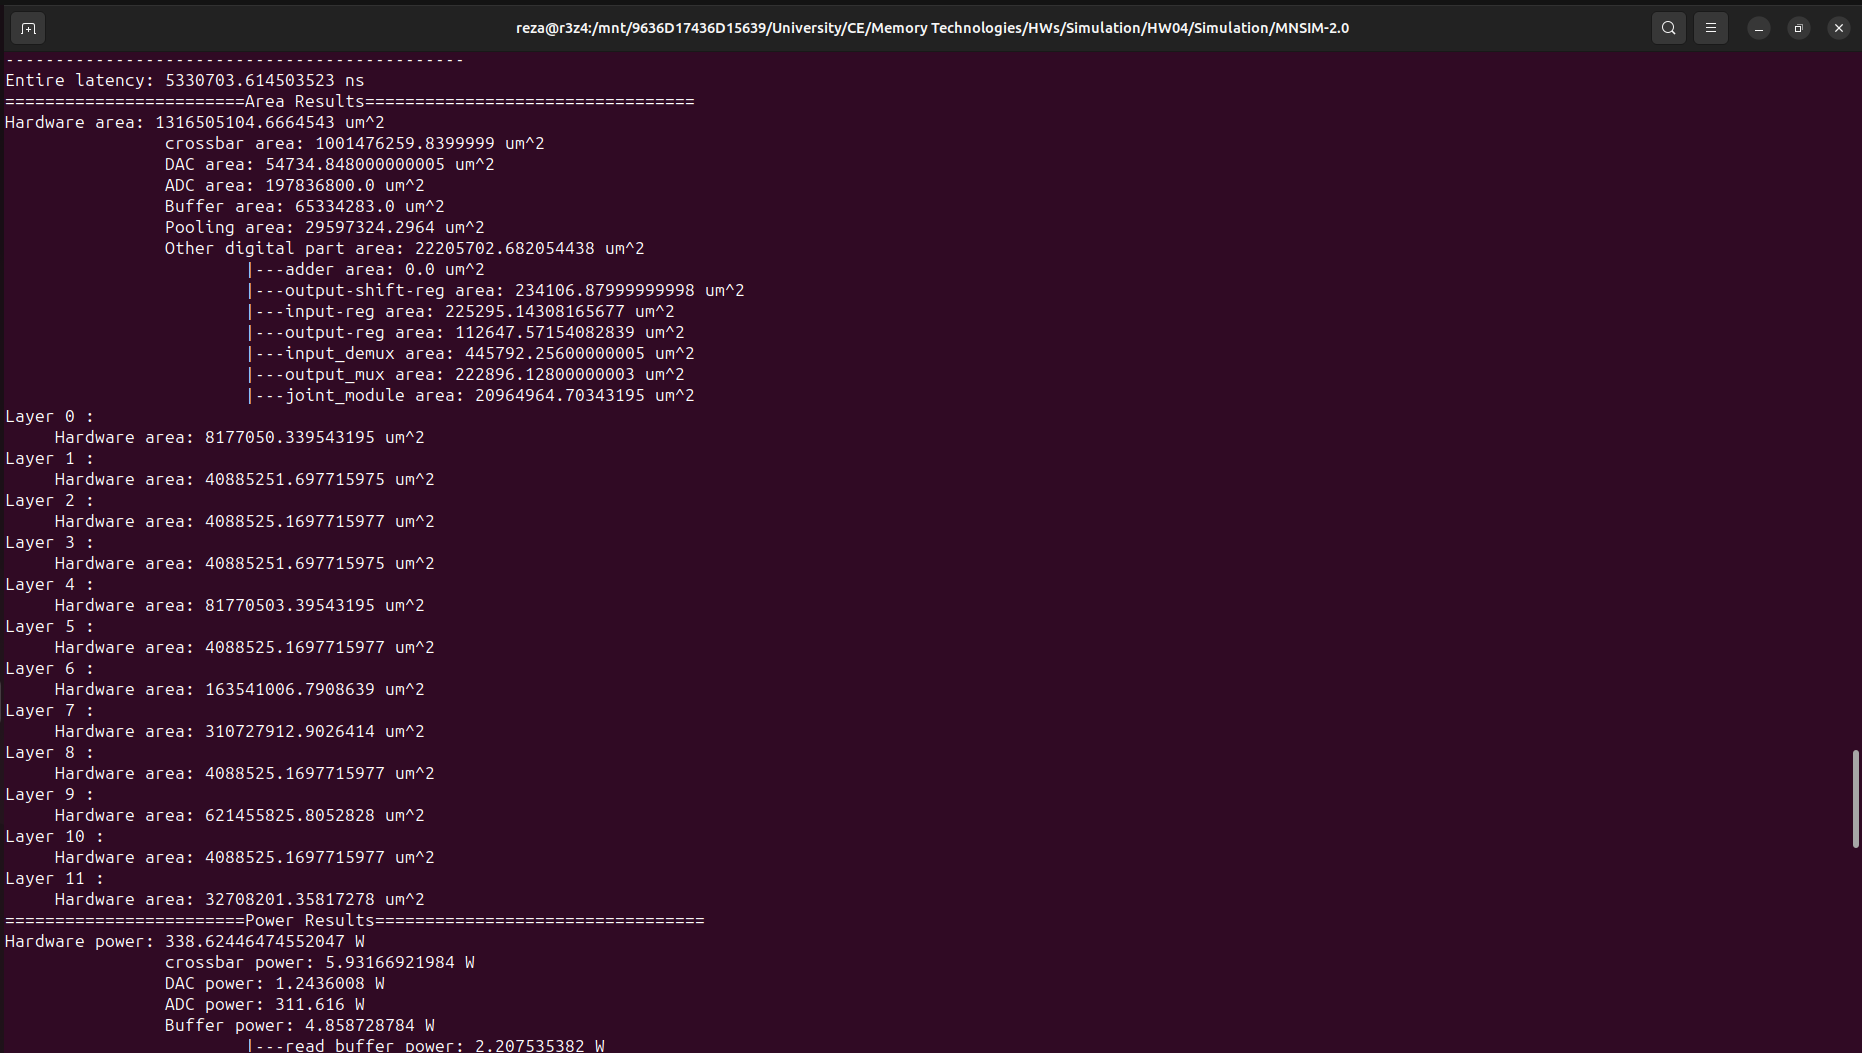 reza@r3z4:/mnt/9636D17436D15639/University/CE/Memory Technologies/HWs/Simulation/HW04/Simulation/MNSIM-2.0
----------------------------------------------
Entire latency: 5330703.614503523 ns
========================Area Results=================================
Hardware area: 1316505104.6664543 um^2
crossbar area: 1001476259.8399999 um^2
DAC area: 54734.848000000005 um^2
ADC area: 197836800.0 um^2
Buffer area: 65334283.0 um^2
Pooling area: 29597324.2964 um^2
Other digital part area: 22205702.682054438 um^2
|---adder area: 0.0 um^2
|---output-shift-reg area: 234106.87999999998 um^2
|---input-reg area: 225295.14308165677 um^2
|---output-reg area: 112647.57154082839 um^2
|---input_demux area: 445792.25600000005 um^2
|---output_mux area: 222896.12800000003 um^2
|---joint_module area: 20964964.70343195 um^2
Layer 0 :
Hardware area: 8177050.339543195 um^2
Layer 1 :
Hardware area: 40885251.697715975 um^2
Layer 2 :
Hardware area: 4088525.1697715977 um^2
Layer 3 :
Hardware area: 40885251.697715975 um^2
Layer 4 :
Hardware area: 81770503.39543195 um^2
Layer 5 :
Hardware area: 4088525.1697715977 um^2
Layer 6 :
Hardware area: 163541006.7908639 um^2
Layer 7 :
Hardware area: 310727912.9026414 um^2
Layer 8 :
Hardware area: 4088525.1697715977 um^2
Layer 9 :
Hardware area: 621455825.8052828 um^2
Layer 10 :
Hardware area: 4088525.1697715977 um^2
Layer 11 :
Hardware area: 32708201.35817278 um^2
========================Power Results=================================
Hardware power: 338.62446474552047 W
crossbar power: 5.93166921984 W
DAC power: 1.2436008 W
ADC power: 311.616 W
Buffer power: 4.858728784 W
|---read buffer power: 2.207535382 W